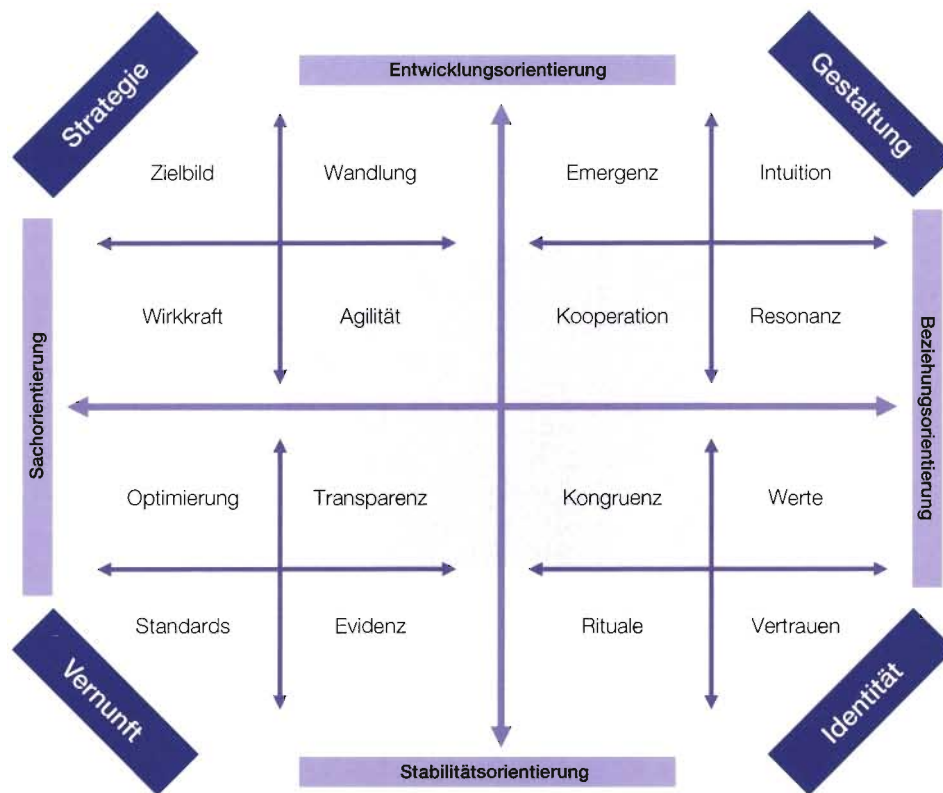 Strategie
Entwicklungsorientierung
Gestaltung
Zielbild
Wandlung
Emergenz
Intuition
Wirkkraft
Agilität
Kooperation
Resonanz
Sachorientierung
Beziehungsorientierung
Optimierung
Transparenz
Kongruenz
Werte
Standards
Evidenz
Rituale
Vertrauen
Vernunft
Stabilitätsorientierung
Identität